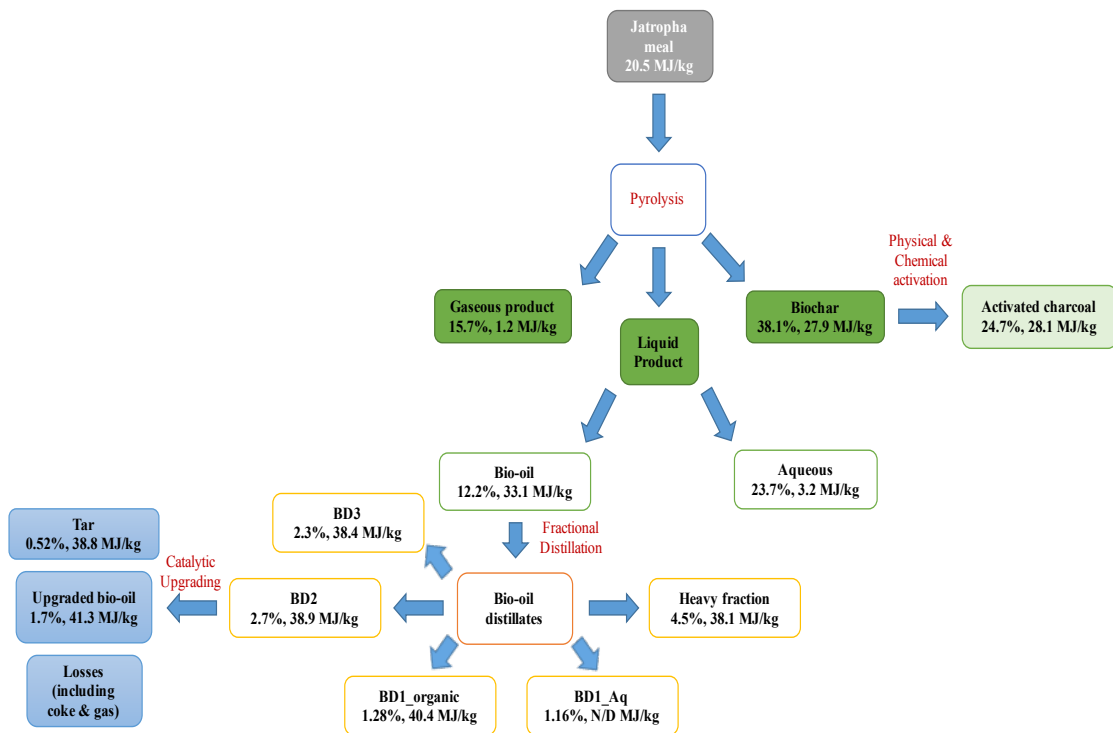 Jatropha
meal
20.5 MJ/kg
Pyrolysis
Physical &
Chemical
activation
Gaseous product
15.7%, 1.2 MJ/kg
Liquid
Product
Biochar
38.1%, 27.9 MJ/kg
Activated charcoal
24.7%, 28.1 MJ/kg
Bio-oil
12.2%, 33.1 MJ/kg
Aqueous
23.7%, 3.2 MJ/kg
Fractional
Distillation
BD3
2.3%, 38.4 MJ/kg
Tar
0.52%, 38.8 MJ/kg
Catalytic
Upgrading
Upgraded bio-oil
1.7%, 41.3 MJ/kg
BD2
2.7%, 38.9 MJ/kg
Bio-oil
distillates
Heavy fraction
4.5%, 38.1 MJ/kg
Losses
(including
coke & gas)
BD1_organic
1.28%, 40.4 MJ/kg
BD1_Aq
1.16%, N/D MJ/kg